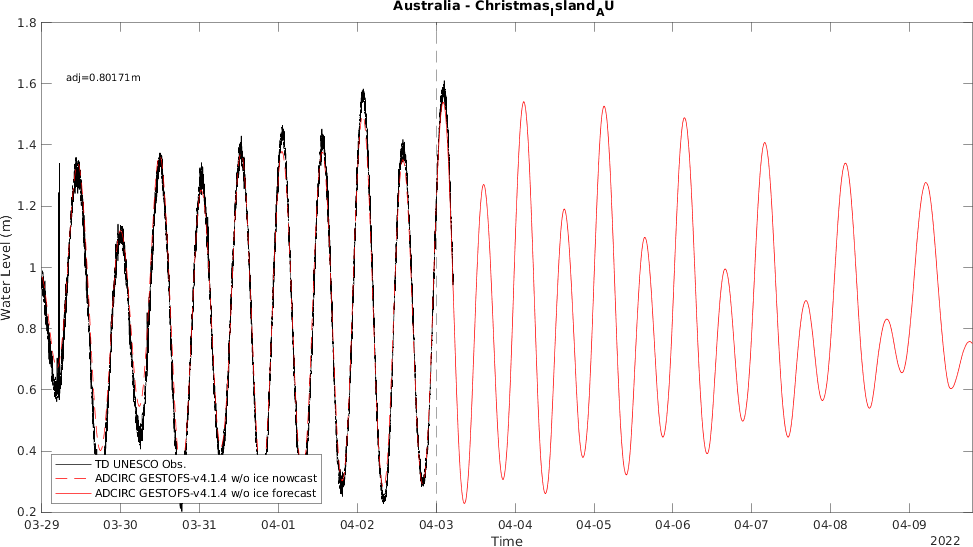 Australia - Christmas_Island_AU
adj=0.80171m
1.8
1.6
1.4
1.2
1
0.8
0.6
0.4
0.2
Water Level (m)
TD UNESCO Obs.
ADCIRC GESTOFS-v4.1.4 w/o ice nowcast
ADCIRC GESTOFS-v4.1.4 w/o ice forecast
03-29 03-30 03-31 04-01 04-02 04-03 04-04 04-05 04-06 04-07 04-08 04-09
Time
2022